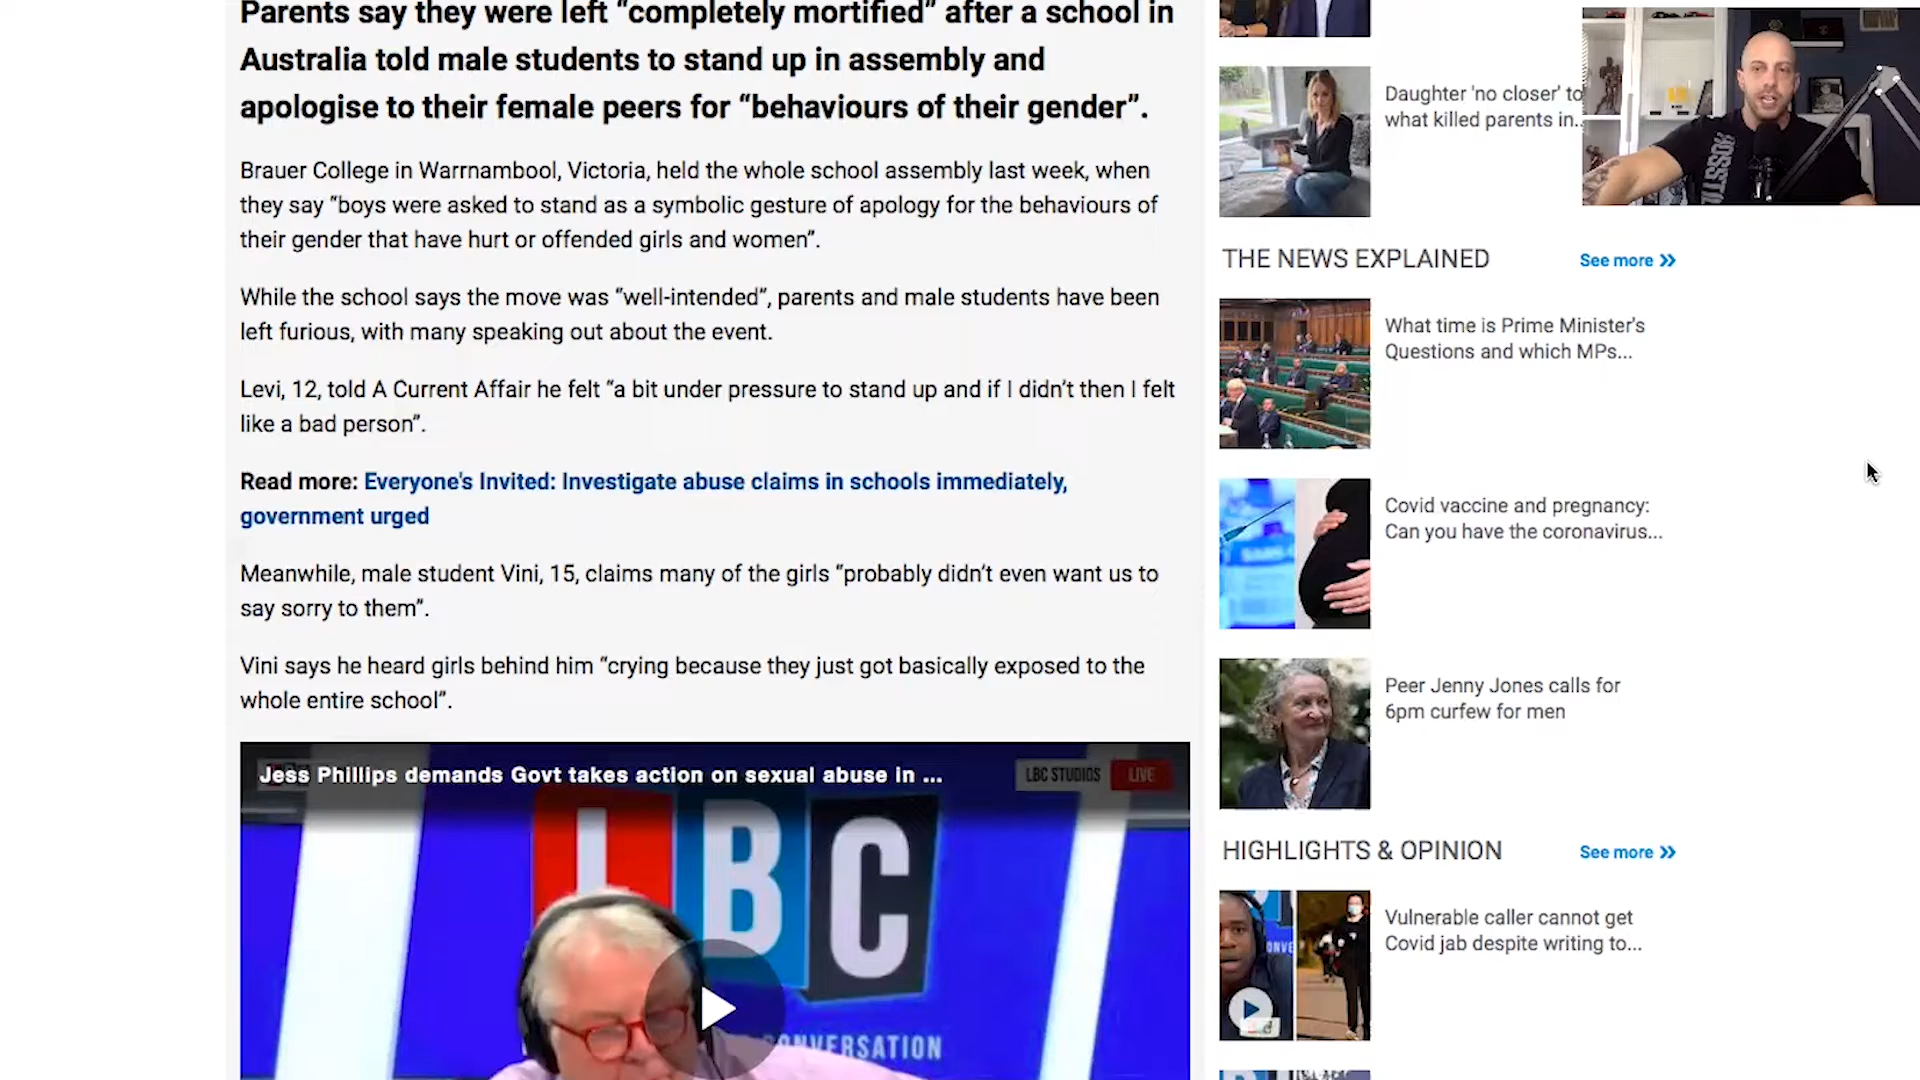 Parents say they were left “completely mortified” after a school in
Australia told male students to stand up in assembly and
apologise to their female peers for “behaviours of their gender”.
Brauer College in Warrnambool, Victoria, held the whole school assembly last week, when
they say “boys were asked to stand as a symbolic gesture of apology for the behaviours of
their gender that have hurt or offended girls and women”.
While the school says the move was “well-intended”, parents and male students have been
left furious, with many speaking out about the event.
Levi, 12, told A Current Affair he felt “a bit under pressure to stand up and if I didn’t then I felt
like a bad person”.
Read more: Everyone's Invited: Investigate abuse claims in schools immediately,
government urged
Meanwhile, male student Vini, 15, claims many of the girls “probably didn’t even want us to
say sorry to them”.
Vini says he heard girls behind him “crying because they just got basically exposed to the
whole entire school”.
Jess Phillips demands Govt takes action on sexual abuse in ...
LBC STUDIOS LIVE
LBC
CONVERSATION
Daughter 'no closer' to
what killed parents in..
THE NEWS EXPLAINED
See more
What time is Prime Minister's
Questions and which MPs...
Covid vaccine and pregnancy:
Can you have the coronavirus...
Peer Jenny Jones calls for
6pm curfew for men
HIGHLIGHTS & OPINION
See more
Vulnerable caller cannot get
Covid jab despite writing to...